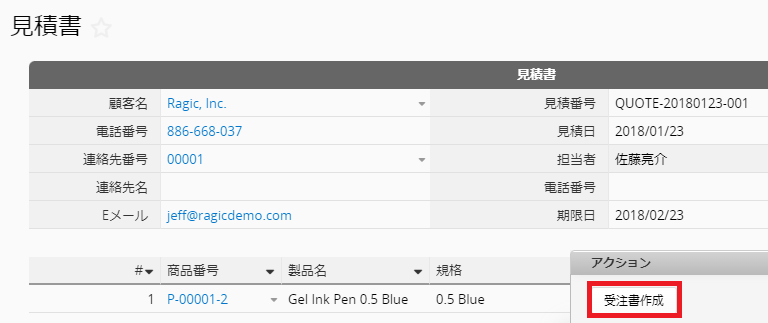 見積書
見積書
顧客名 Ragic, Inc. 見積番号 QUOTE-20180123-001
電話番号 886-668-037 見積日 2018/01/23
連絡先番号 00001 担当者 佐藤亮介
連絡先名 電話番号
Eメール jeff@ragicdemo.com 期限日 2018/02/23
# 商品番号 製品名 規格
1 P-00001-2 Gel Ink Pen 0.5 Blue 0.5 Blue
アクション
受注書作成